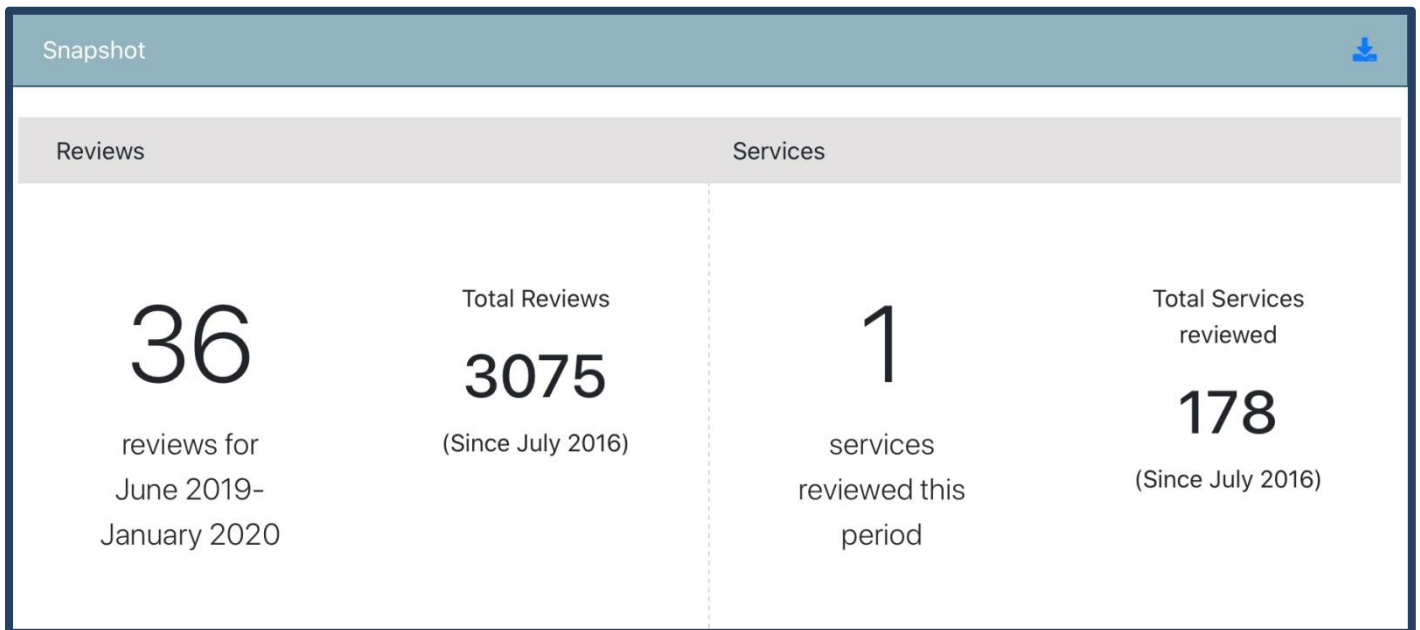 Snapshot
Reviews
Services
36
reviews for
June 2019-
January 2020
Total Reviews
3075
(Since July 2016)
1
services
reviewed this
period
Total Services
reviewed
178
(Since July 2016)